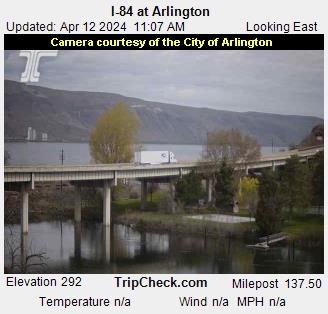 I-84 at Arlington
Updated: Apr 12 2024 11:07 AM Looking East
Camera courtesy of the City of Arlington
Elevation 292 TripCheck.com Milepost 137.50
Temperature n/a Wind n/a MPH n/a